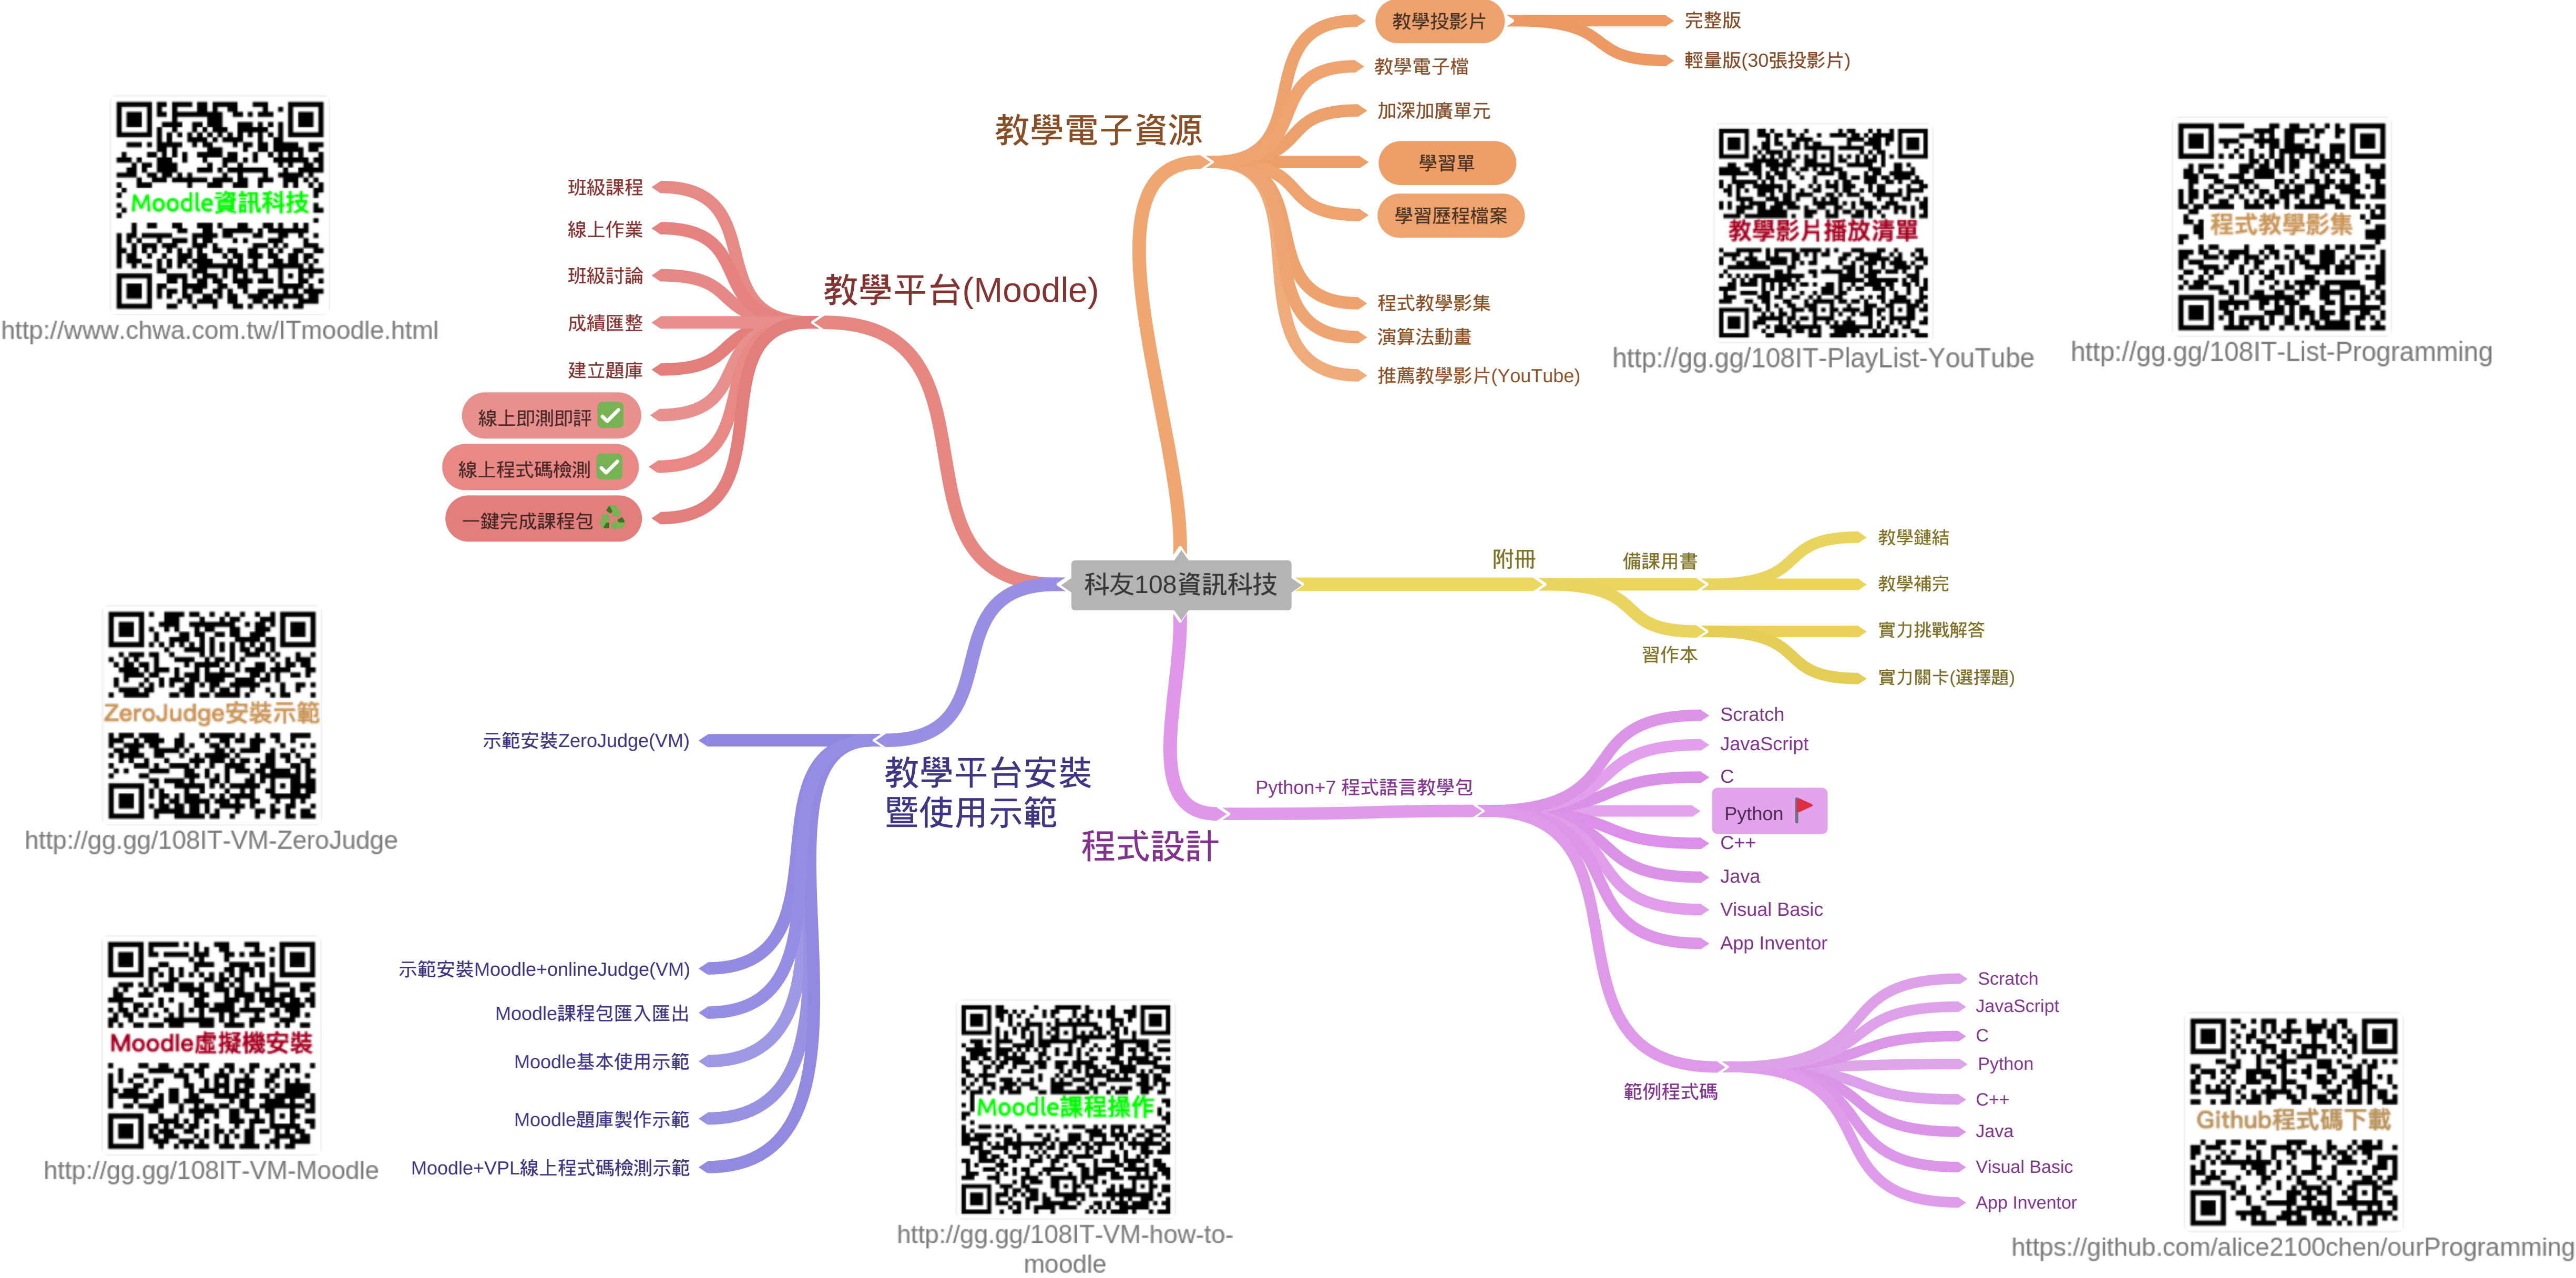 科友108資訊科技
教學電子資源
教學投影片
完整版
輕量版(30張投影片)
教學電子檔
加深加廣單元
學習單
學習歷程檔案
程式教學影集
演算法動畫
推薦教學影片(YouTube)
教學影片播放清單
http://gg.gg/108IT-PlayList-YouTube
程式教學影集
http://gg.gg/108IT-List-Programming
教學平台(Moodle)
班級課程
線上作業
班級討論
成績匯整
建立題庫
線上即測即評
線上程式碼檢測
一鍵完成課程包
Moodle資訊科技
http://www.chwa.com.tw/ITmoodle.html
附冊
備課用書
教學鏈結
教學補完
習作本
實力挑戰解答
實力關卡(選擇題)
教學平台安裝
暨使用示範
示範安裝ZeroJudge(VM)
示範安裝Moodle+onlineJudge(VM)
Moodle課程包匯入匯出
Moodle基本使用示範
Moodle題庫製作示範
Moodle+VPL線上程式碼檢測示範
ZeroJudge安裝示範
http://gg.gg/108IT-VM-ZeroJudge
Moodle虛擬機安裝
http://gg.gg/108IT-VM-Moodle
Moodle課程操作
http://gg.gg/108IT-VM-how-to-
moodle
程式設計
Python+7 程式語言教學包
Scratch
JavaScript
C
Python
C++
Java
Visual Basic
App Inventor
範例程式碼
Scratch
JavaScript
C
Python
C++
Java
Visual Basic
App Inventor
Github程式碼下載
https://github.com/alice2100chen/ourProgramming